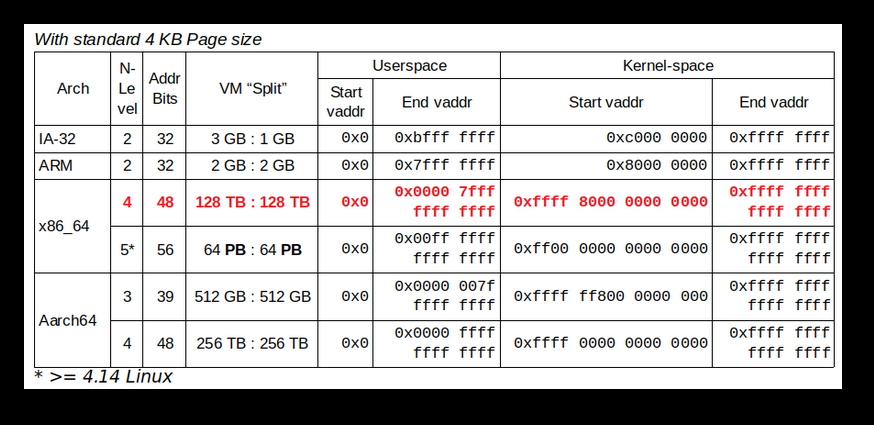 With standard 4 KB Page size
Arch N-Le vel Addr Bits VM “Split” Userspace Kernel-space
Start vaddr End vaddr Start vaddr End vaddr
IA-32 2 32 3 GB : 1 GB 0x0 0xbfff ffff 0xc000 0000 0xffff ffff
ARM 2 32 2 GB : 2 GB 0x0 0x7fff ffff 0x8000 0000 0xffff ffff
x86_64 4 48 128 TB : 128 TB 0x0 0x0000 7fff ffff ffff 0xffff 8000 0000 0000 0xffff ffff ffff ffff
5* 56 64 PB : 64 PB 0x0 0x00ff ffff ffff ffff 0xff00 0000 0000 0000 0xffff ffff ffff ffff
Aarch64 3 39 512 GB : 512 GB 0x0 0x0000 007f ffff ffff 0xffff ff800 0000 000 0xffff ffff ffff ffff
4 48 256 TB : 256 TB 0x0 0x0000 ffff ffff ffff 0xffff 0000 0000 0000 0xffff ffff ffff ffff
* >= 4.14 Linux